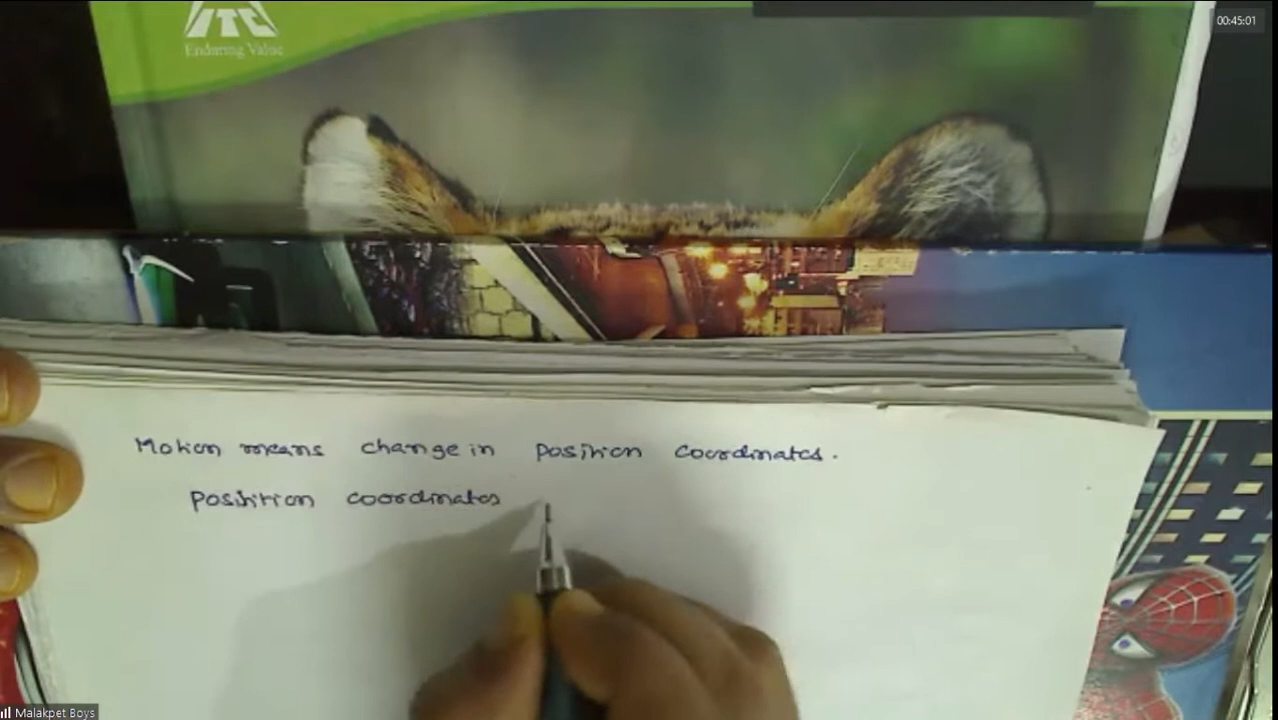 ITC
Enduring Value
00:45:01
Motion means change in position coordinates.
position coordinates
Malakpet Boys